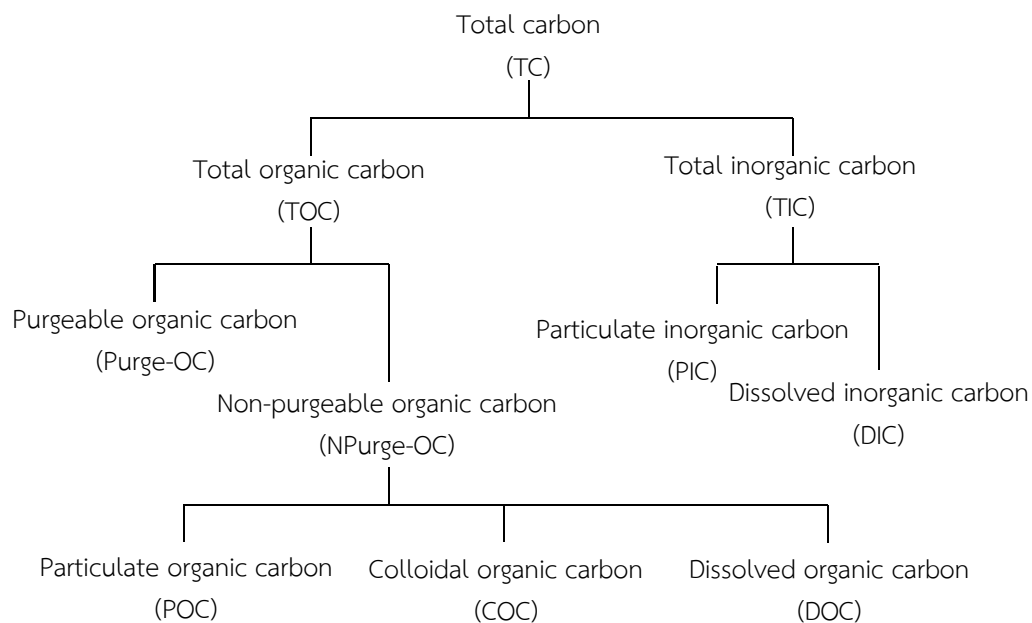 Total carbon
(TC)
Total organic carbon
(TOC)
Total inorganic carbon
(TIC)
Purgeable organic carbon
(Purge-OC)
Particulate inorganic carbon
(PIC)
Dissolved inorganic carbon
(DIC)
Non-purgeable organic carbon
(NPurge-OC)
Particulate organic carbon
(POC)
Colloidal organic carbon
(COC)
Dissolved organic carbon
(DOC)